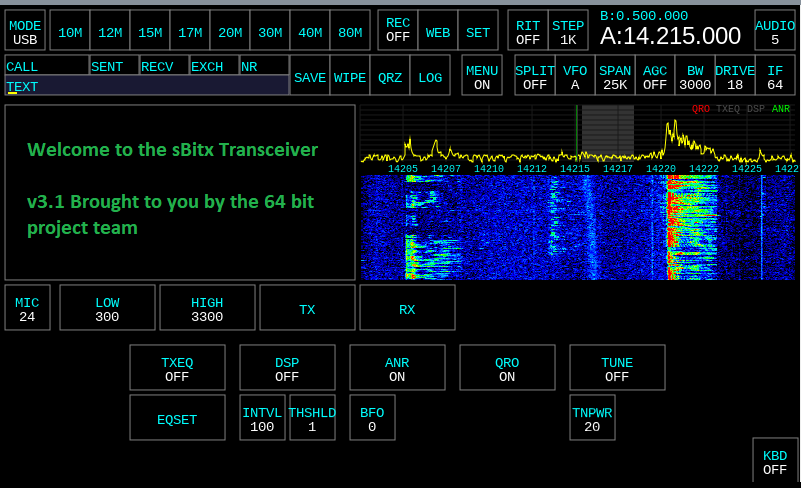 MODE USB 10M 12M 15M 17M 20M 30M 40M 80M REC OFF WEB SET RIT OFF STEP 1K B:0.500.000 A:14.215.000 AUDIO 5
CALL SENT RECV EXCH NR SAVE WIPE QRZ LOG MENU ON SPLIT OFF VFO A SPAN 25K AGC OFF BW 3000 DRIVE 18 IF 64
TEXT
QRO TXEQ DSP ANR
Welcome to the sBitx Transceiver
14205 14207 14210 14212 14215 14217 14220 14222 14225 1422
v3.1 Brought to you by the 64 bit
project team
MIC LOW HIGH TX RX
24 300 3300
TXEQ DSP ANR QRO TUNE
OFF OFF ON ON OFF
EQSET INTVL THSHLD BFO TNPWR
100 1 0 20
KBD
OFF